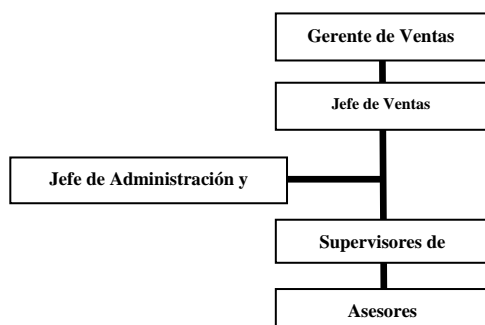 Gerente de Ventas
Jefe de Ventas
Jefe de Administración y
Supervisores de
Asesores